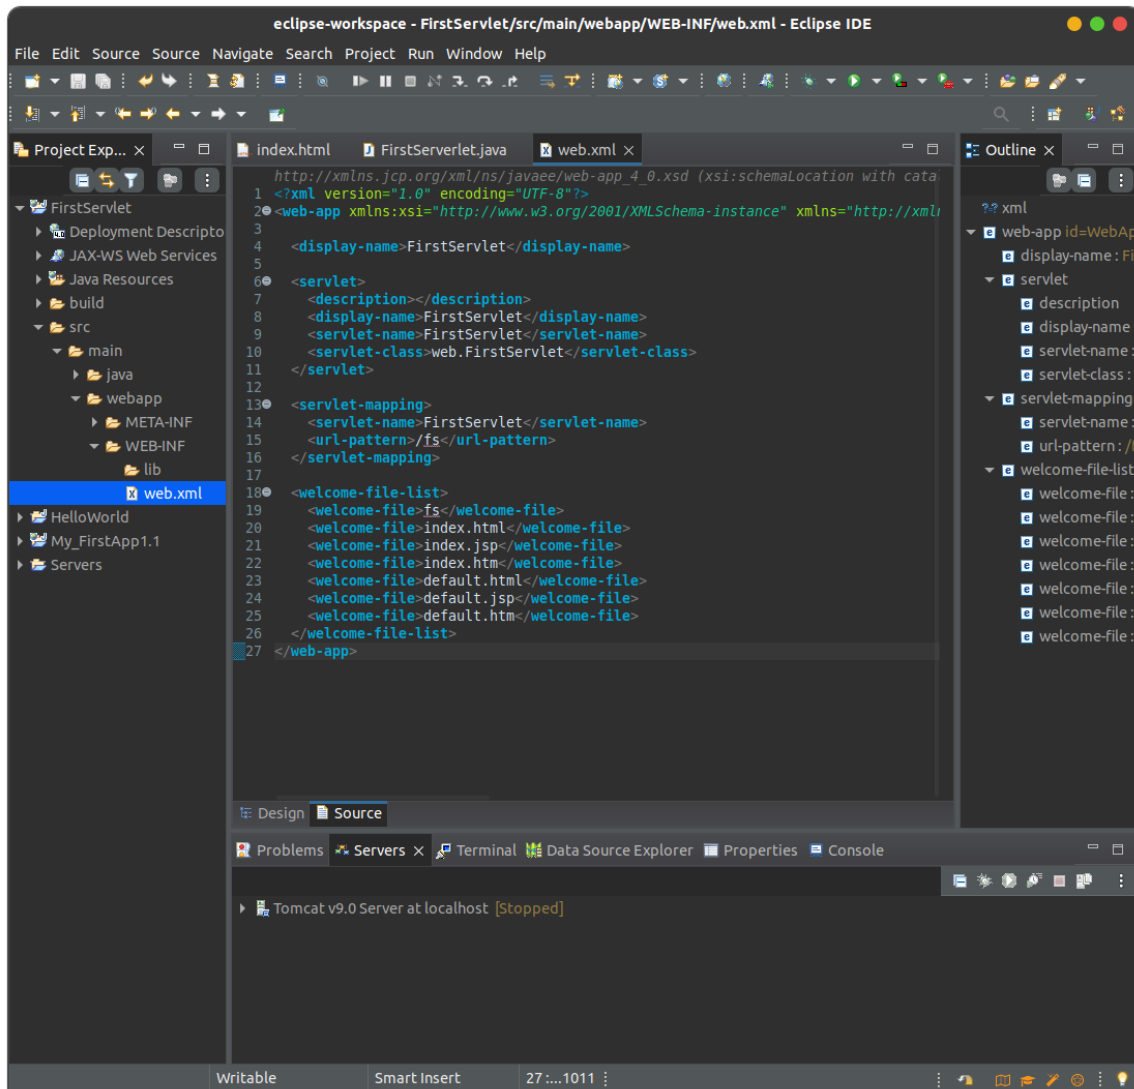 eclipse-workspace - FirstServlet/src/main/webapp/WEB-INF/web.xml - Eclipse IDE
File Edit Source Source Navigate Search Project Run Window Help
Project Exp...
FirstServlet
Deployment Descripto
JAX-WS Web Services
Java Resources
build
src
main
java
webapp
META-INF
WEB-INF
lib
web.xml
HelloWorld
My_FirstApp1.1
Servers
index.html FirstServerlet.java web.xml
http://xmlns.jcp.org/xml/ns/javaee/web-app_4_0.xsd (xsi:schemaLocation with cata
1 <?xml version="1.0" encoding="UTF-8"?>
2 <web-app xmlns:xsi="http://www.w3.org/2001/XMLSchema-instance" xmlns="http://xml
3
4 <display-name>FirstServlet</display-name>
5
6 <servlet>
7 <description></description>
8 <display-name>FirstServlet</display-name>
9 <servlet-name>FirstServlet</servlet-name>
10 <servlet-class>web.FirstServlet</servlet-class>
11 </servlet>
12
13 <servlet-mapping>
14 <servlet-name>FirstServlet</servlet-name>
15 <url-pattern>/fs</url-pattern>
16 </servlet-mapping>
17
18 <welcome-file-list>
19 <welcome-file>fs</welcome-file>
20 <welcome-file>index.html</welcome-file>
21 <welcome-file>index.jsp</welcome-file>
22 <welcome-file>index.htm</welcome-file>
23 <welcome-file>default.html</welcome-file>
24 <welcome-file>default.jsp</welcome-file>
25 <welcome-file>default.htm</welcome-file>
26 </welcome-file-list>
27 </web-app>
Design Source
Outline
?-? xml
web-app id=WebAp
display-name : Fi
servlet
description
display-name
servlet-name :
servlet-class :
servlet-mapping
servlet-name :
url-pattern : /
welcome-file-list
welcome-file :
welcome-file :
welcome-file :
welcome-file :
welcome-file :
welcome-file :
welcome-file :
Problems Servers Terminal Data Source Explorer Properties Console
Tomcat v9.0 Server at localhost [Stopped]
Writable Smart Insert 27 :...1011